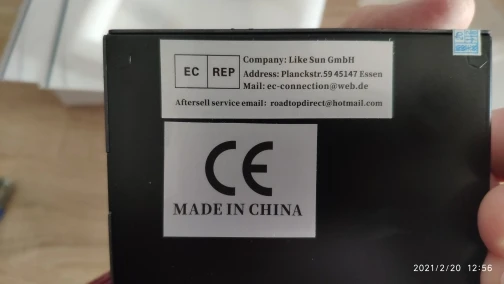 EC REP
Company: Like Sun GmbH
Address: Planckstr.59 45147 Essen
Mail: ec-connection@web.de
Aftersell service email: roadtopdirect@hotmail.com
CE
MADE IN CHINA
2021/2/20 12:56